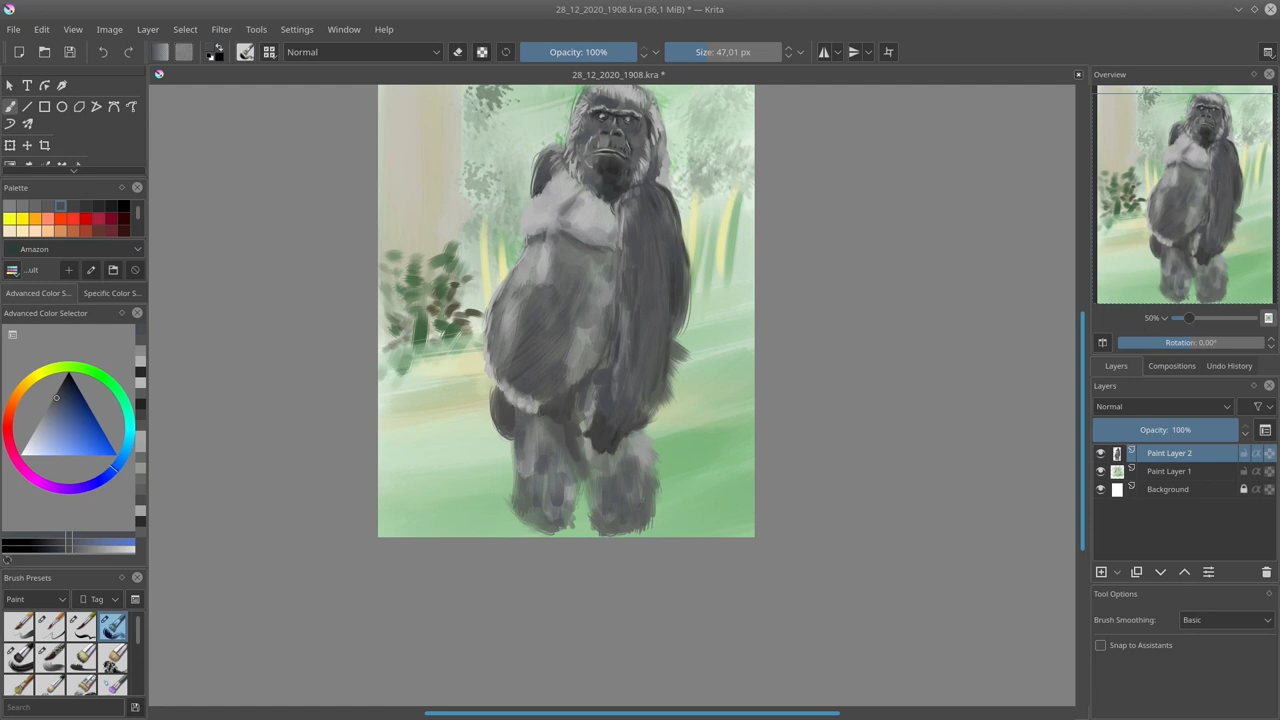 28_12_2020_1908.kra (36,1 MiB) * — Krita
File Edit View Image Layer Select Filter Tools Settings Window Help
Normal Opacity: 100% Size: 47,01 px
28_12_2020_1908.kra *
Overview
Palette
Amazon
...ult
50%
Rotation: 0.00°
Advanced Color S... Specific Color S...
Advanced Color Selector
Layers Compositions Undo History
Layers
Normal
Opacity: 100%
Paint Layer 2
Paint Layer 1
Background
Brush Presets
Paint Tag
Search
Tool Options
Brush Smoothing: Basic
Snap to Assistants